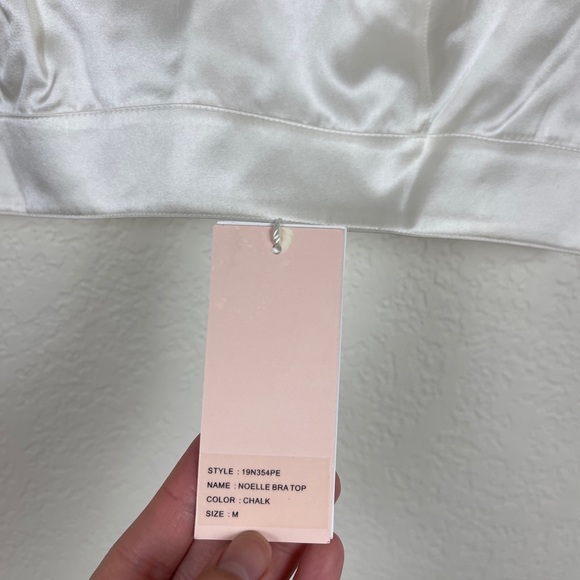 STYLE : 19N354PE
NAME : NOELLE BRA TOP
COLOR : CHALK
SIZE : M